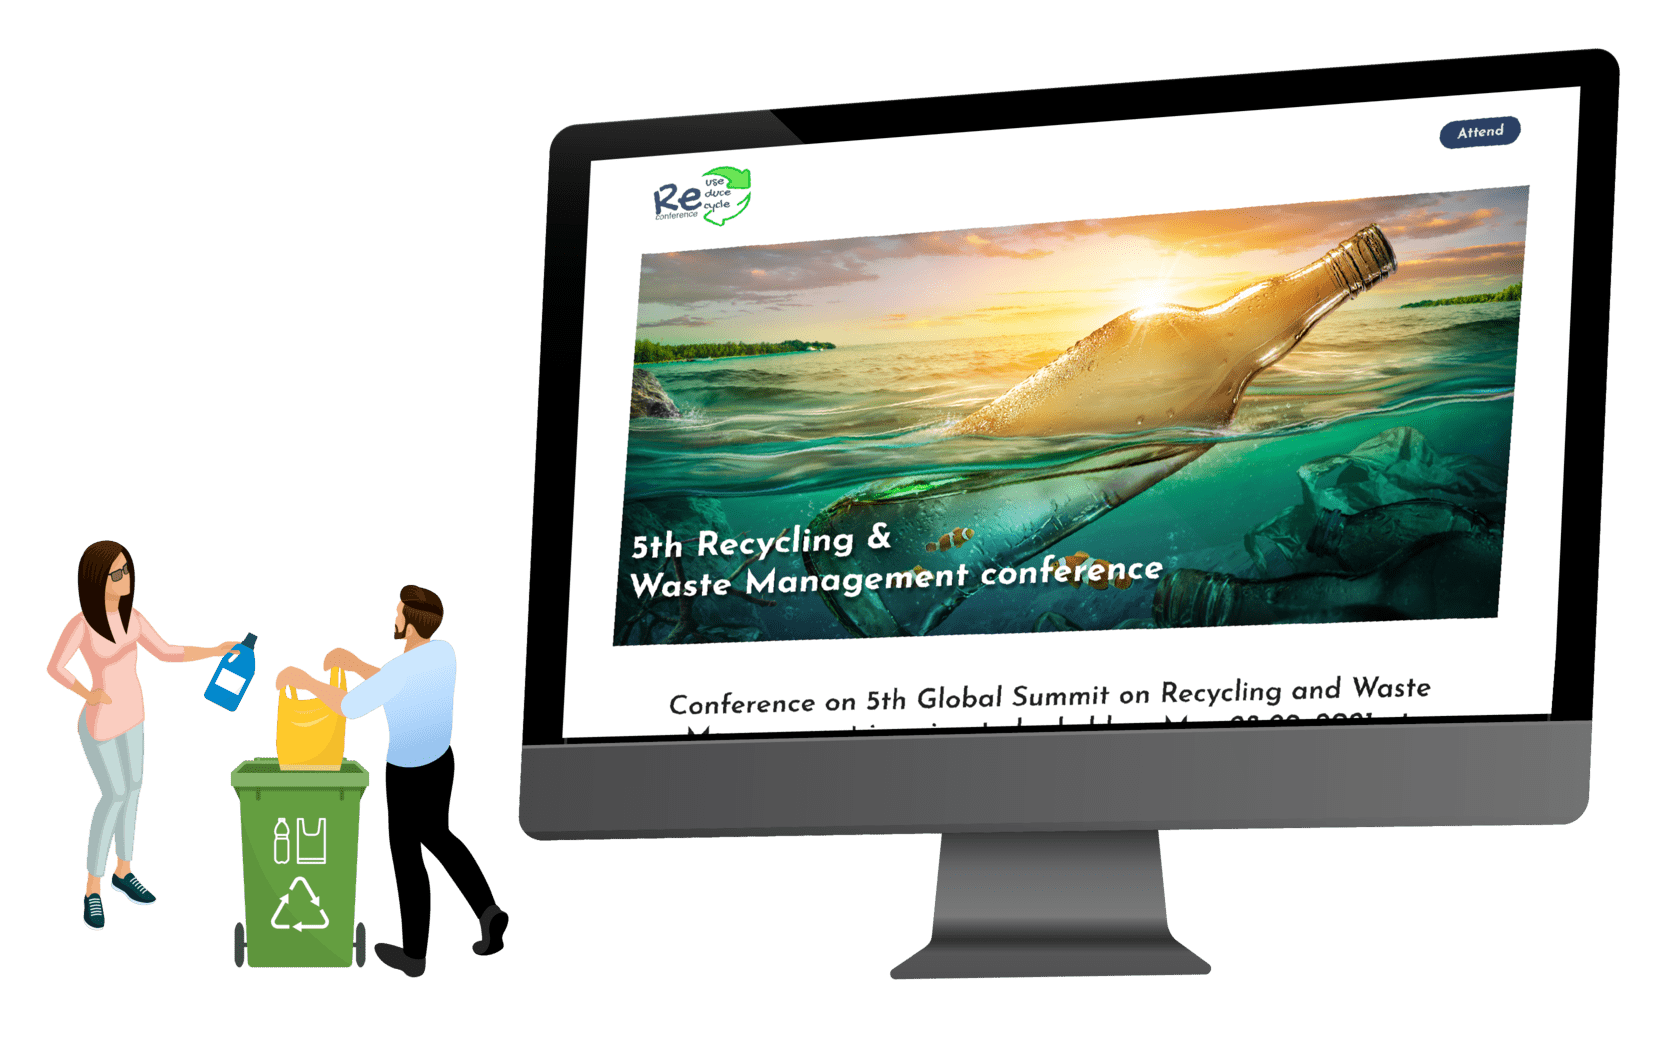 Attend
Re use
duce
cycle
conference
5th Recycling &
Waste Management conference
Conference on 5th Global Summit on Recycling and Waste